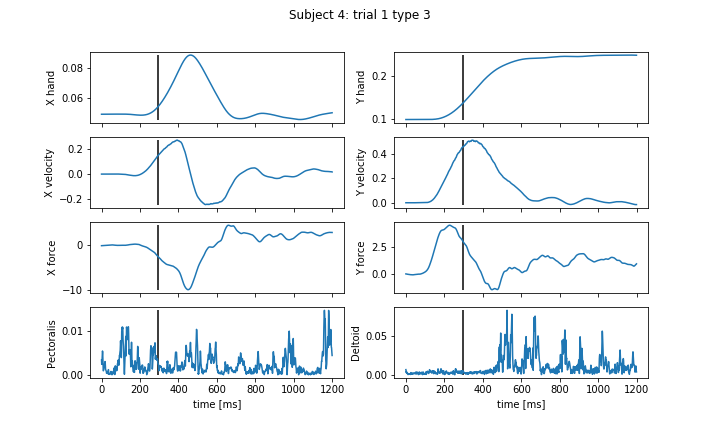 Subject 4: trial 1 type 3
X hand
0.08
0.06
Y hand
0.2
0.1
X velocity
0.2
0.0
−0.2
Y velocity
0.4
0.2
0.0
X force
0
−10
Y force
2.5
0.0
Pectoralis
0.01
0.00
0 200 400 600 800 1000 1200
time [ms]
Deltoid
0.05
0.00
0 200 400 600 800 1000 1200
time [ms]